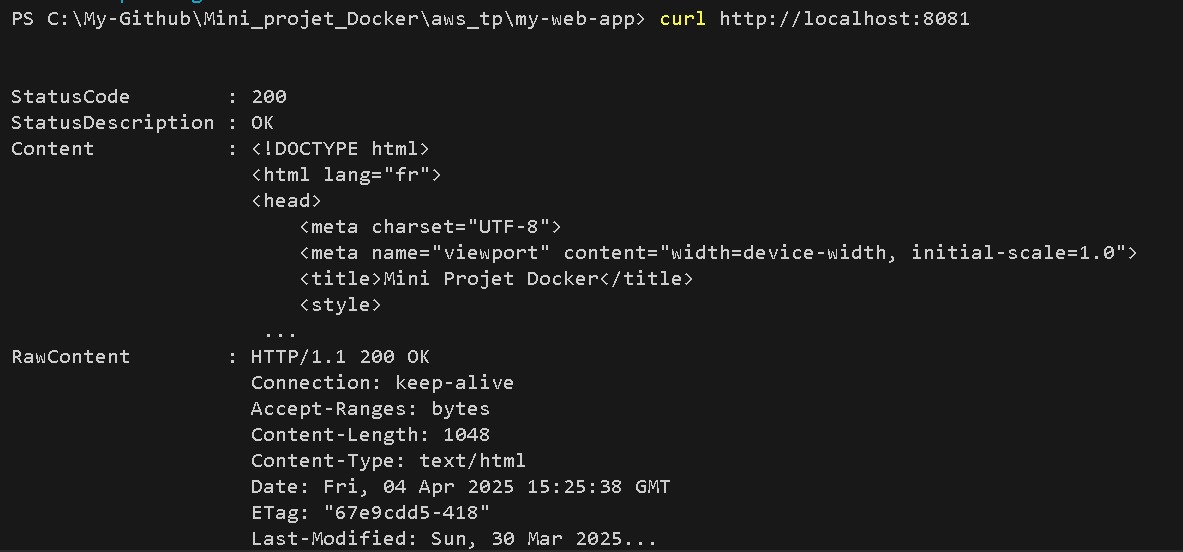 PS C:\My-Github\Mini_projet_Docker\aws_tp\my-web-app> curl http://localhost:8081
StatusCode        : 200
StatusDescription : OK
Content           : <!DOCTYPE html>
                    <html lang="fr">
                    <head>
                        <meta charset="UTF-8">
                        <meta name="viewport" content="width=device-width, initial-scale=1.0">
                        <title>Mini Projet Docker</title>
                        <style>
                     ...
RawContent        : HTTP/1.1 200 OK
                    Connection: keep-alive
                    Accept-Ranges: bytes
                    Content-Length: 1048
                    Content-Type: text/html
                    Date: Fri, 04 Apr 2025 15:25:38 GMT
                    ETag: "67e9cdd5-418"
                    Last-Modified: Sun, 30 Mar 2025...